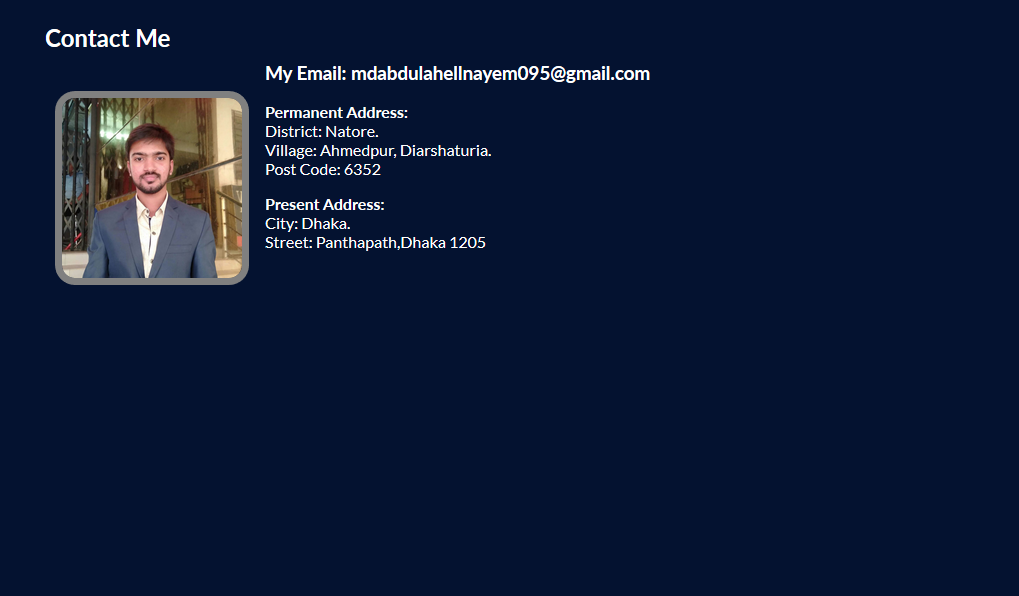 Contact Me
My Email: mdabdulahellnayem095@gmail.com
Permanent Address:
District: Natore.
Village: Ahmedpur, Diarshaturia.
Post Code: 6352
Present Address:
City: Dhaka.
Street: Panthapath,Dhaka 1205